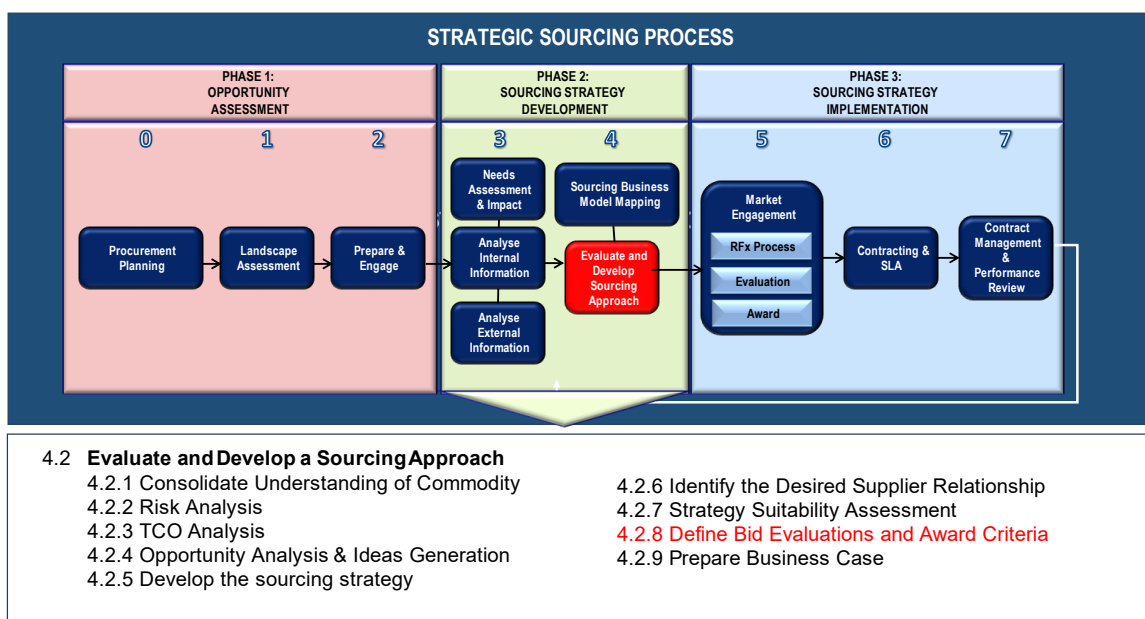 STRATEGIC SOURCING PROCESS
PHASE 1:
OPPORTUNITY
ASSESSMENT
PHASE 2:
SOURCING STRATEGY
DEVELOPMENT
PHASE 3:
SOURCING STRATEGY
IMPLEMENTATION
0
1
2
3
4
5
6
7
Procurement
Planning
Landscape
Assessment
Prepare &
Engage
Needs
Assessment
& Impact
Analyse
Internal
Information
Analyse
External
Information
Sourcing Business
Model Mapping
Evaluate and
Develop
Sourcing
Approach
Market
Engagement
RFx Process
Evaluation
Award
Contracting &
SLA
Contract
Management
&
Performance
Review
4.2 Evaluate and Develop a Sourcing Approach
4.2.1 Consolidate Understanding of Commodity
4.2.2 Risk Analysis
4.2.3 TCO Analysis
4.2.4 Opportunity Analysis & Ideas Generation
4.2.5 Develop the sourcing strategy
4.2.6 Identify the Desired Supplier Relationship
4.2.7 Strategy Suitability Assessment
4.2.8 Define Bid Evaluations and Award Criteria
4.2.9 Prepare Business Case